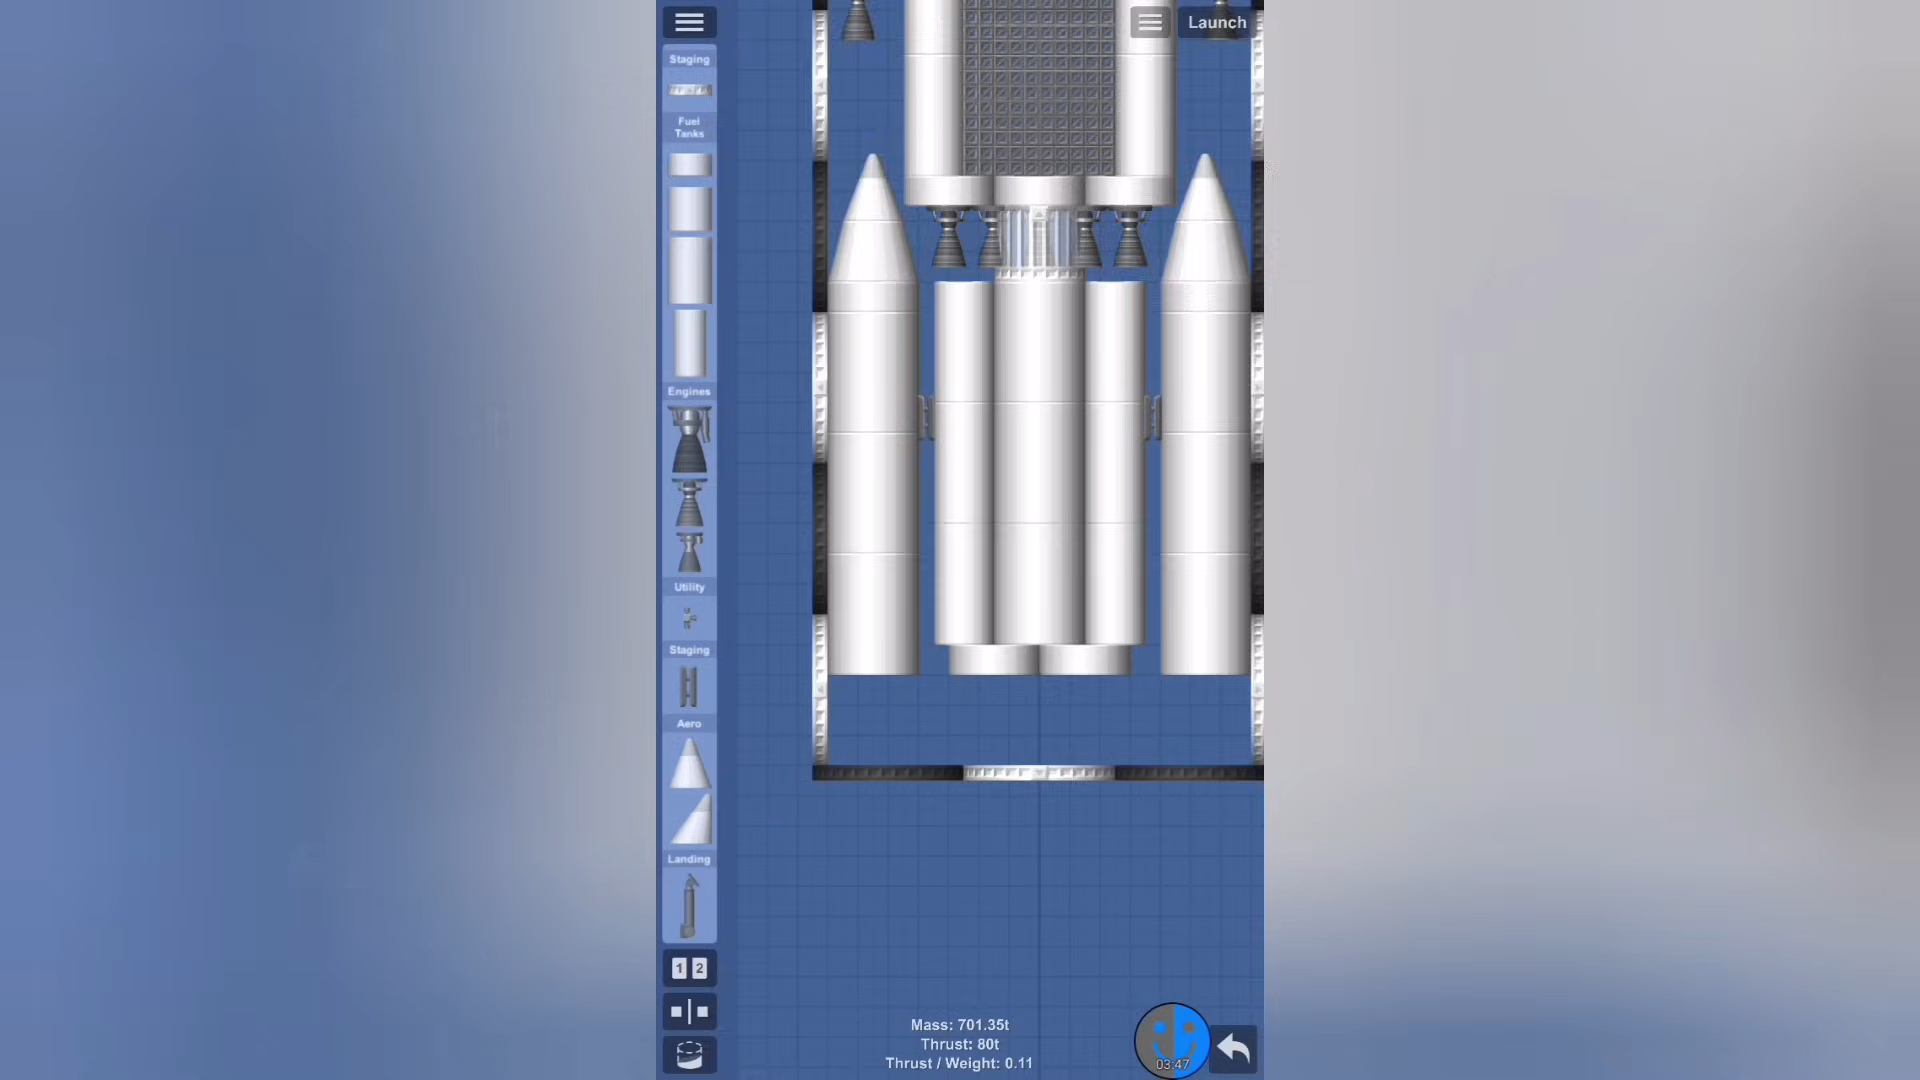 Launch
Staging
Fuel
Tanks
Engines
Utility
Staging
Aero
Landing
1 2
Mass: 701.35t
Thrust: 80t
Thrust / Weight: 0.11
03:47